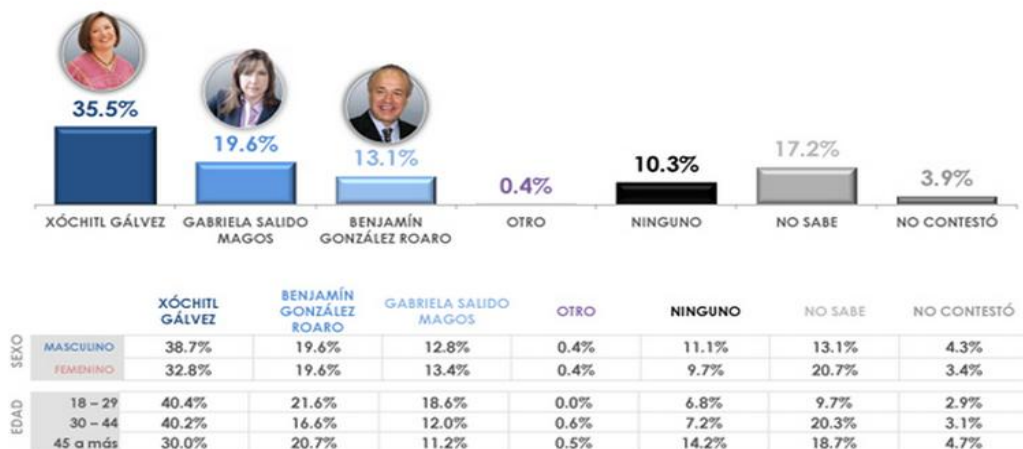 35.5%
19.6%
13.1%
0.4%
10.3%
17.2%
3.9%
XÓCHITL GÁLVEZ
GABRIELA SALIDO
MAGOS
BENJAMÍN
GONZÁLEZ ROARO
OTRO
NINGUNO
NO SABE
NO CONTESTÓ
XÓCHITL
GÁLVEZ
BENJAMÍN
GONZÁLEZ
ROARO
GABRIELA SALIDO
MAGOS
OTRO
NINGUNO
NO SABE
NO CONTESTÓ
SEXO
MASCULINO 38.7% 19.6% 12.8% 0.4% 11.1% 13.1% 4.3%
FEMENINO 32.8% 19.6% 13.4% 0.4% 9.7% 20.7% 3.4%
EDAD
18 – 29 40.4% 21.6% 18.6% 0.0% 6.8% 9.7% 2.9%
30 – 44 40.2% 16.6% 12.0% 0.6% 7.2% 20.3% 3.1%
45 a más 30.0% 20.7% 11.2% 0.5% 14.2% 18.7% 4.7%